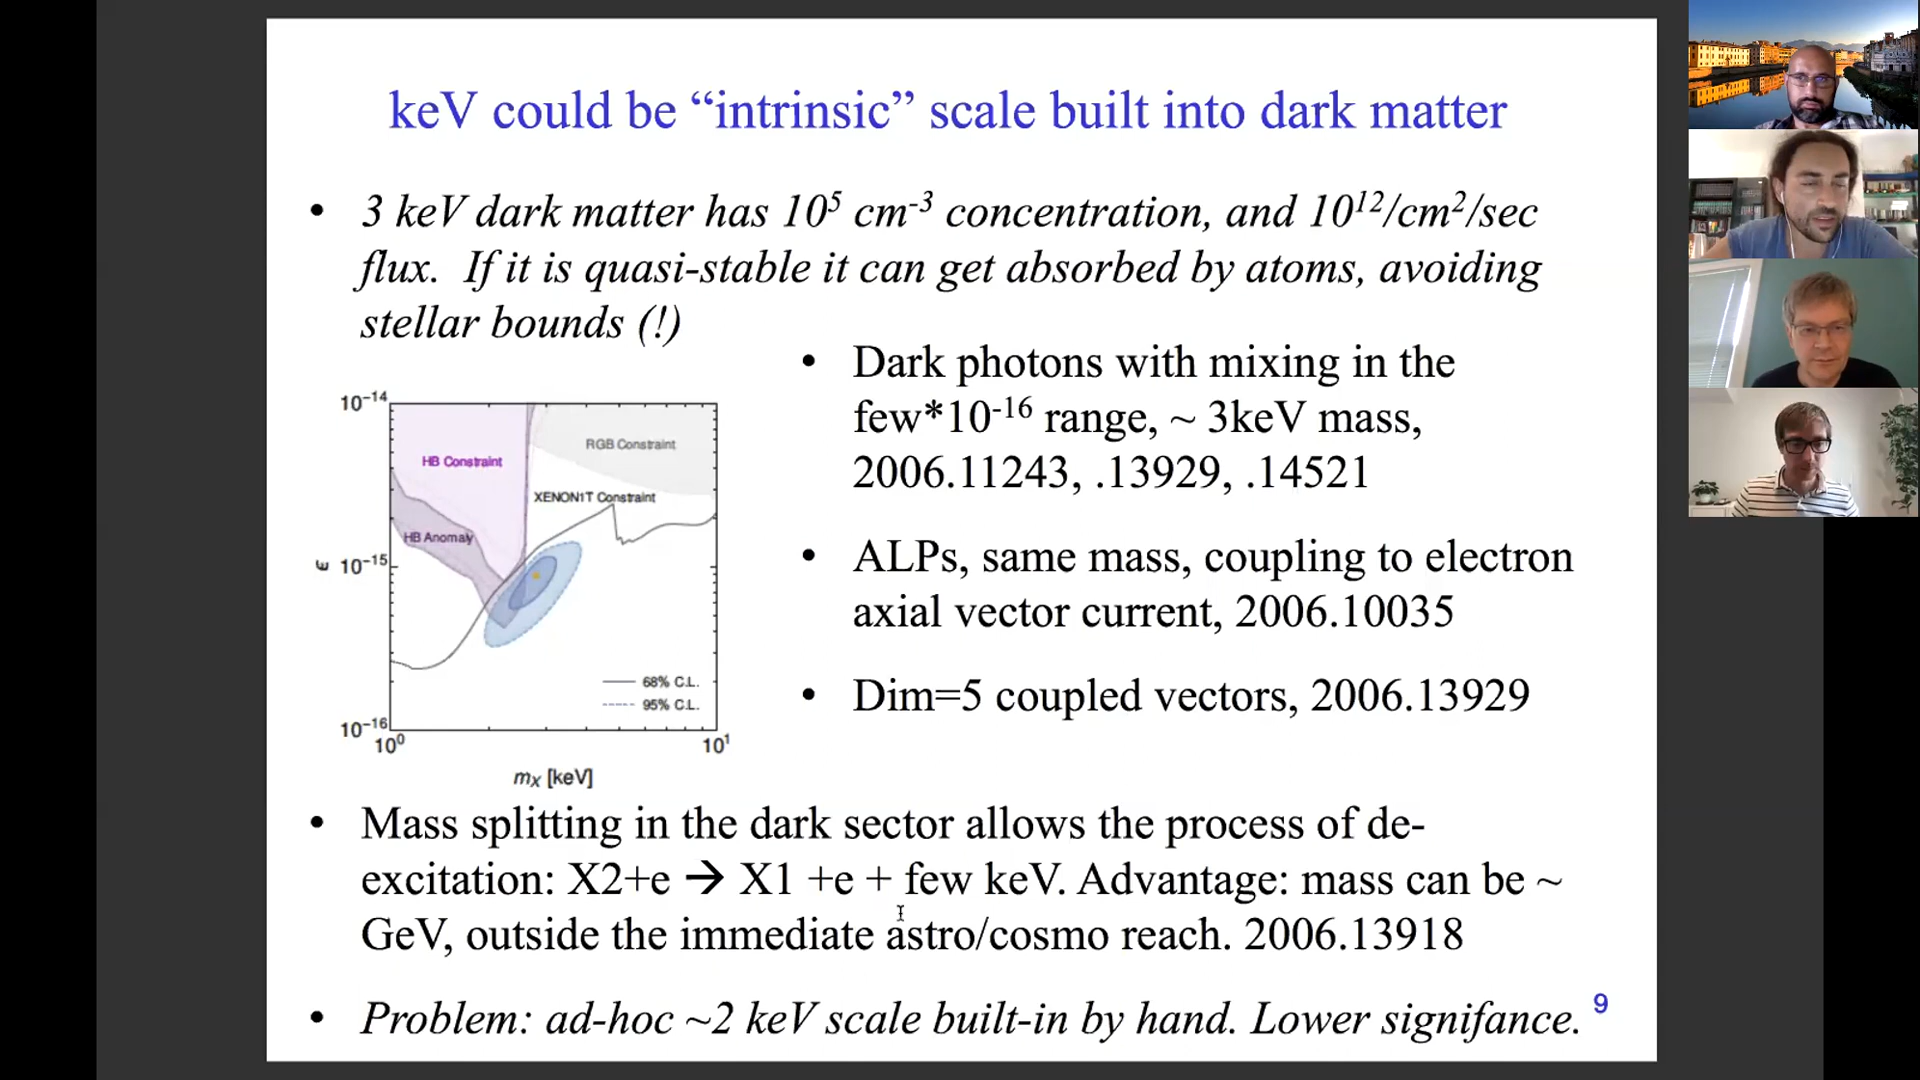 keV could be “intrinsic” scale built into dark matter
• 3 keV dark matter has 10⁵ cm⁻³ concentration, and 10¹²/cm²/sec
flux. If it is quasi-stable it can get absorbed by atoms, avoiding
stellar bounds (!)
10⁻¹⁴
HB Constraint
RGB Constraint
XENON1T Constraint
HB Anomaly
ϵ 10⁻¹⁵
68% C.L.
95% C.L.
10⁻¹⁶
10⁰ 10¹
mX [keV]
• Dark photons with mixing in the
few*10⁻¹⁶ range, ~ 3keV mass,
2006.11243, .13929, .14521
• ALPs, same mass, coupling to electron
axial vector current, 2006.10035
• Dim=5 coupled vectors, 2006.13929
• Mass splitting in the dark sector allows the process of de-
excitation: X2+e → X1 +e + few keV. Advantage: mass can be ~
GeV, outside the immediate astro/cosmo reach. 2006.13918
• Problem: ad-hoc ~2 keV scale built-in by hand. Lower signifance.
9